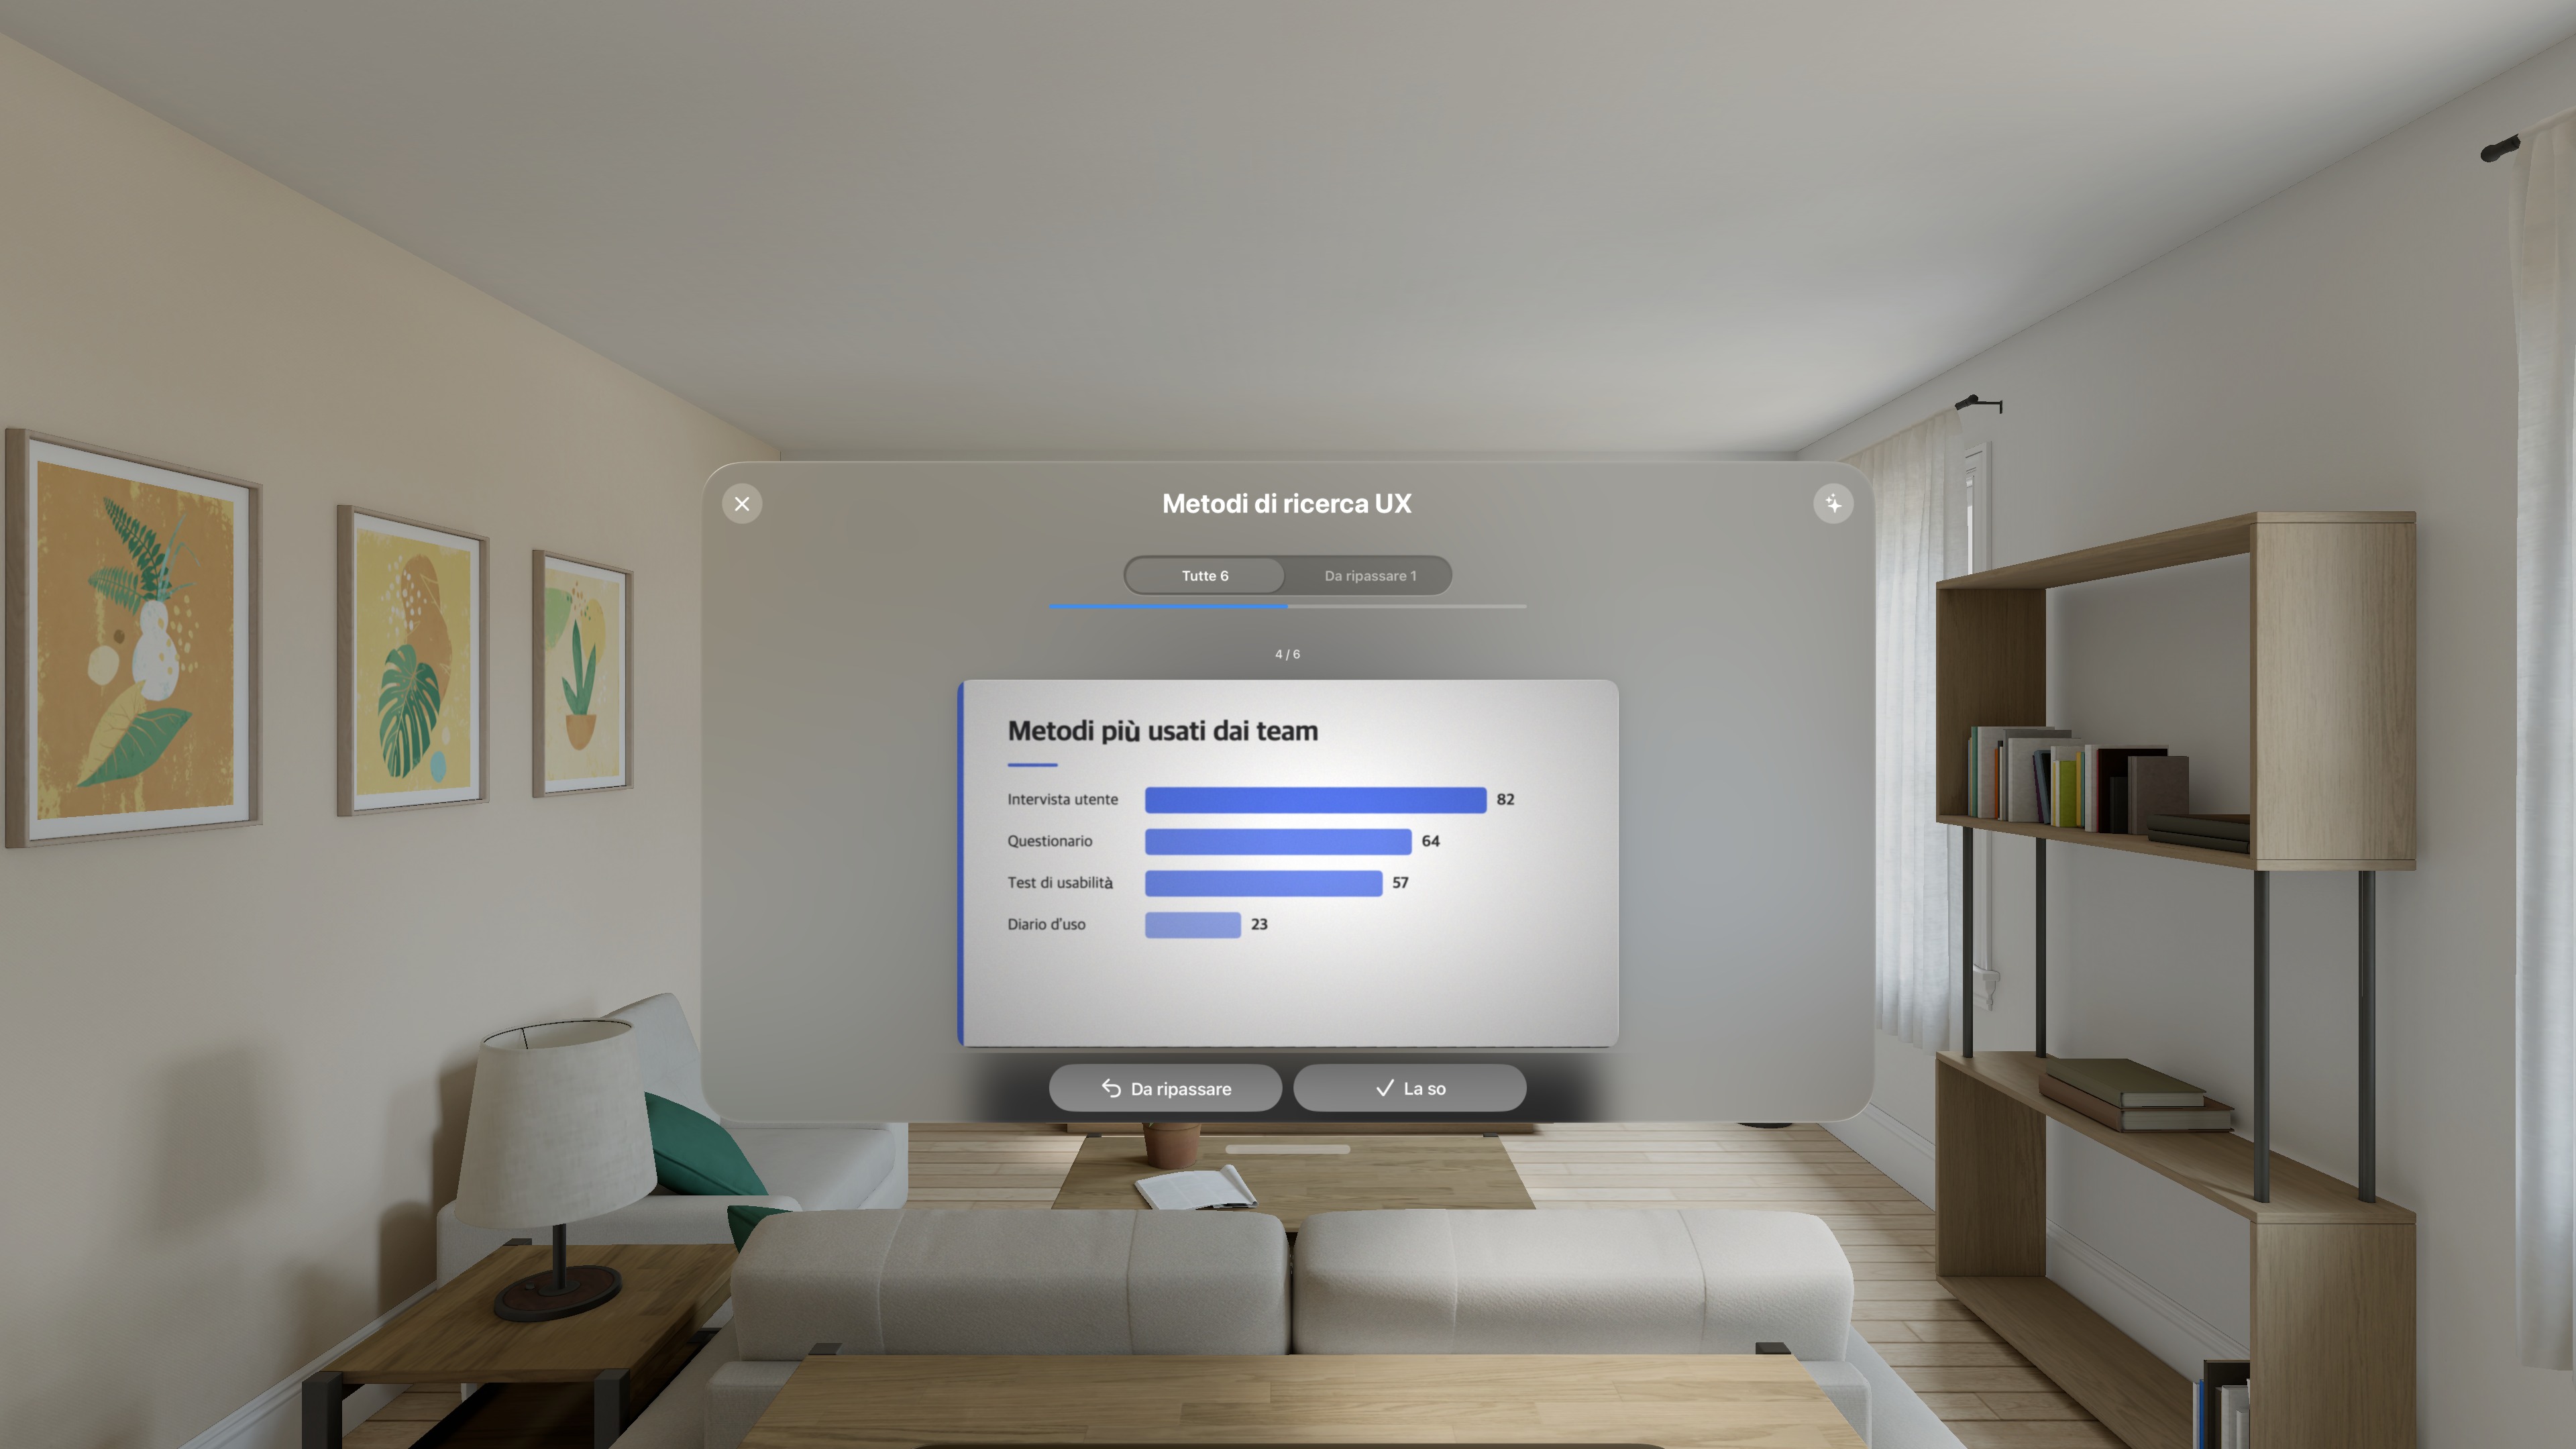 Metodi di ricerca UX
Tutte 6
Da ripassare 1
4 / 6
Metodi più usati dai team
Intervista utente 82
Questionario 64
Test di usabilità 57
Diario d'uso 23
Da ripassare
La so